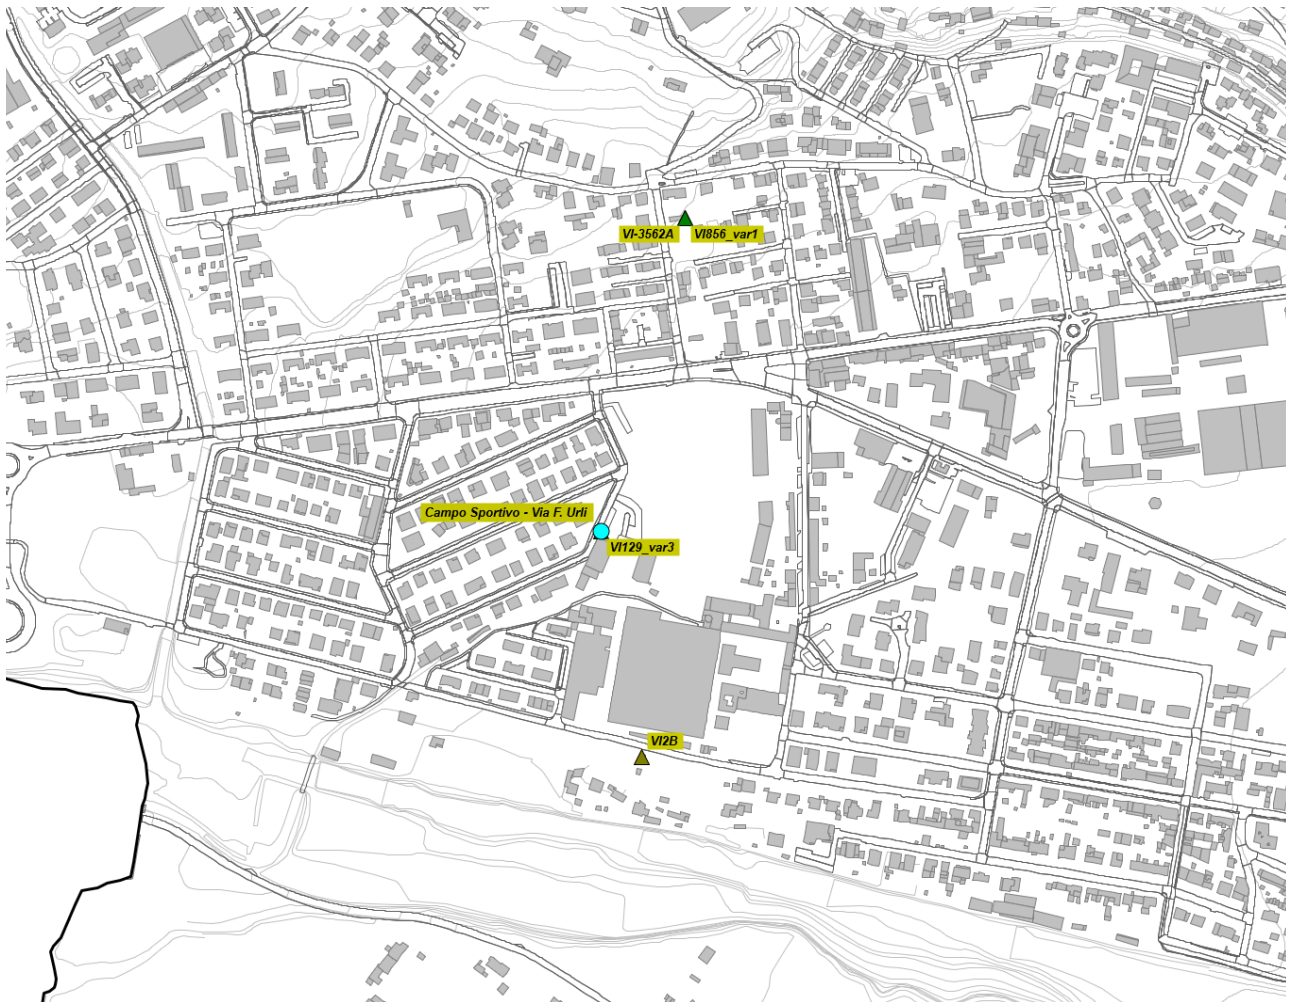 VI-3562A
VI856_var1
Campo Sportivo - Via F. Urli
VI129_var3
VI2B